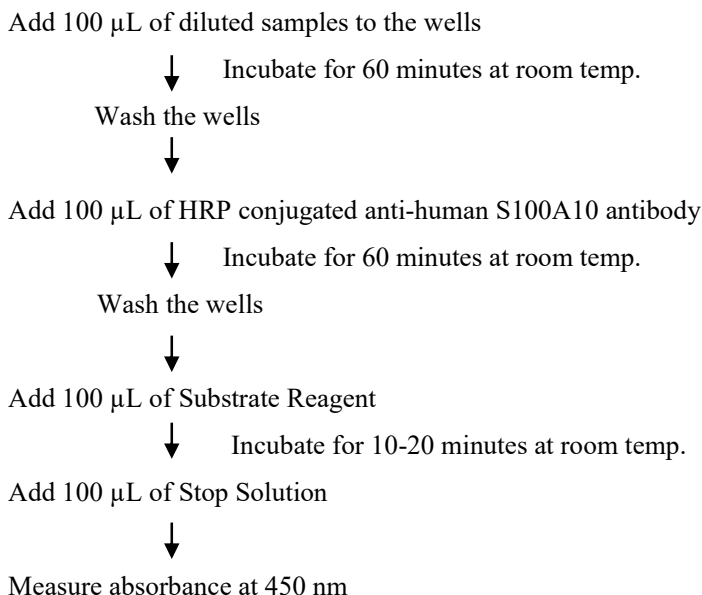 Add 100 µL of diluted samples to the wells
Incubate for 60 minutes at room temp.
Wash the wells
Add 100 µL of HRP conjugated anti-human S100A10 antibody
Incubate for 60 minutes at room temp.
Wash the wells
Add 100 µL of Substrate Reagent
Incubate for 10-20 minutes at room temp.
Add 100 µL of Stop Solution
Measure absorbance at 450 nm